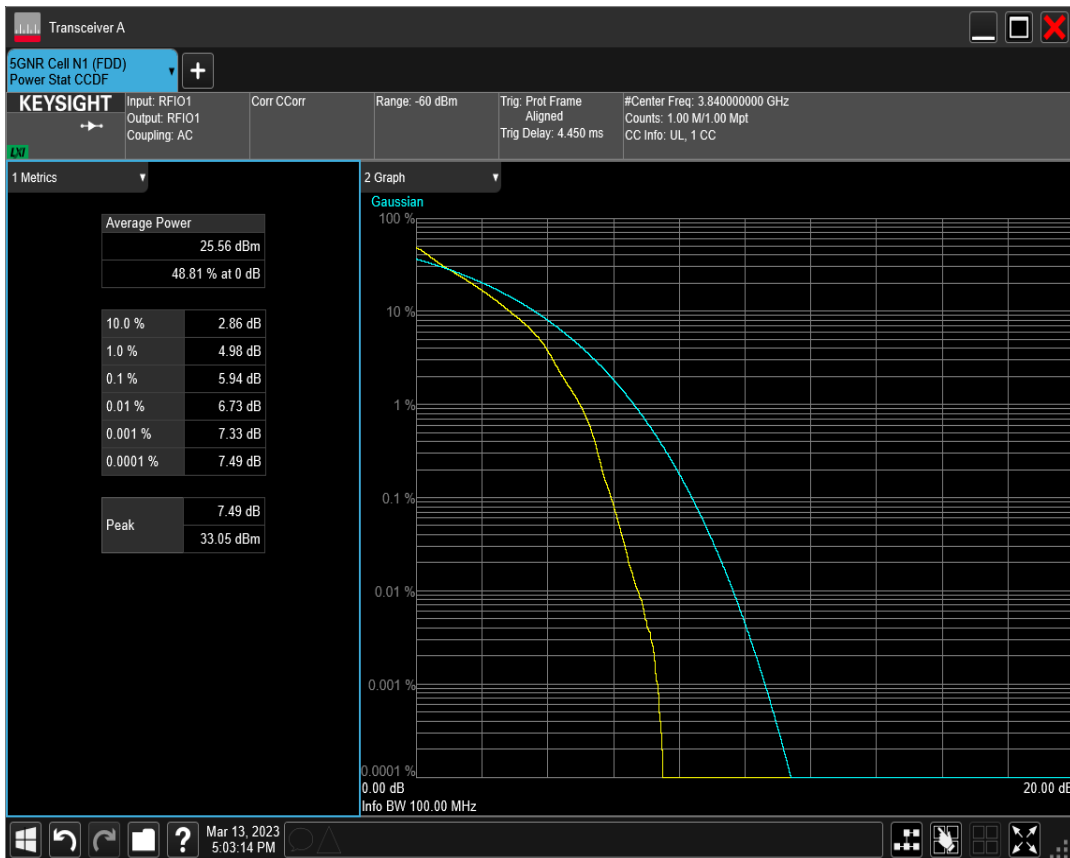 Transceiver A
5GNR Cell N1 (FDD)
Power Stat CCDF
KEYSIGHT
LXI
Input: RFIO1
Output: RFIO1
Coupling: AC
Corr CCorr
Range: -60 dBm
Trig: Prot Frame
Aligned
Trig Delay: 4.450 ms
#Center Freq: 3.840000000 GHz
Counts: 1.00 M/1.00 Mpt
CC Info: UL, 1 CC
1 Metrics
Average Power
25.56 dBm
48.81 % at 0 dB
10.0 % 2.86 dB
1.0 % 4.98 dB
0.1 % 5.94 dB
0.01 % 6.73 dB
0.001 % 7.33 dB
0.0001 % 7.49 dB
Peak
7.49 dB
33.05 dBm
2 Graph
Gaussian
100 %
10 %
1 %
0.1 %
0.01 %
0.001 %
0.0001 %
0.00 dB 20.00 dB
Info BW 100.00 MHz
?
Mar 13, 2023
5:03:14 PM